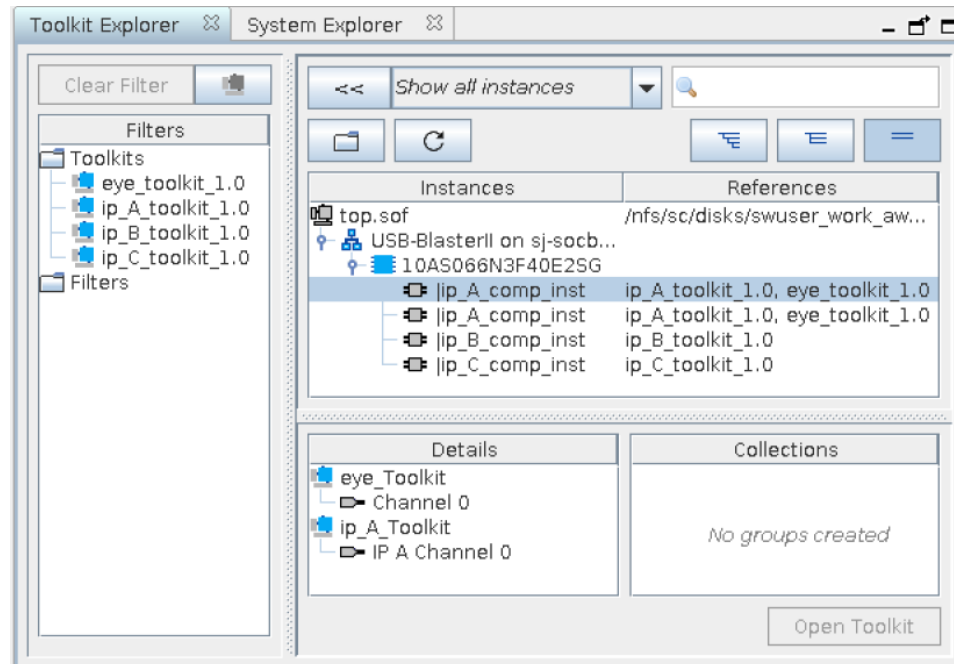 Toolkit Explorer System Explorer
Clear Filter
<< Show all instances
Filters
Toolkits
eye_toolkit_1.0
ip_A_toolkit_1.0
ip_B_toolkit_1.0
ip_C_toolkit_1.0
Filters
Instances References
top.sof /nfs/sc/disks/swuser_work_aw...
USB-BlasterII on sj-socb...
10AS066N3F40E2SG
|ip_A_comp_inst ip_A_toolkit_1.0, eye_toolkit_1.0
|ip_A_comp_inst ip_A_toolkit_1.0, eye_toolkit_1.0
|ip_B_comp_inst ip_B_toolkit_1.0
|ip_C_comp_inst ip_C_toolkit_1.0
Details
eye_Toolkit
Channel 0
ip_A_Toolkit
IP A Channel 0
Collections
No groups created
Open Toolkit